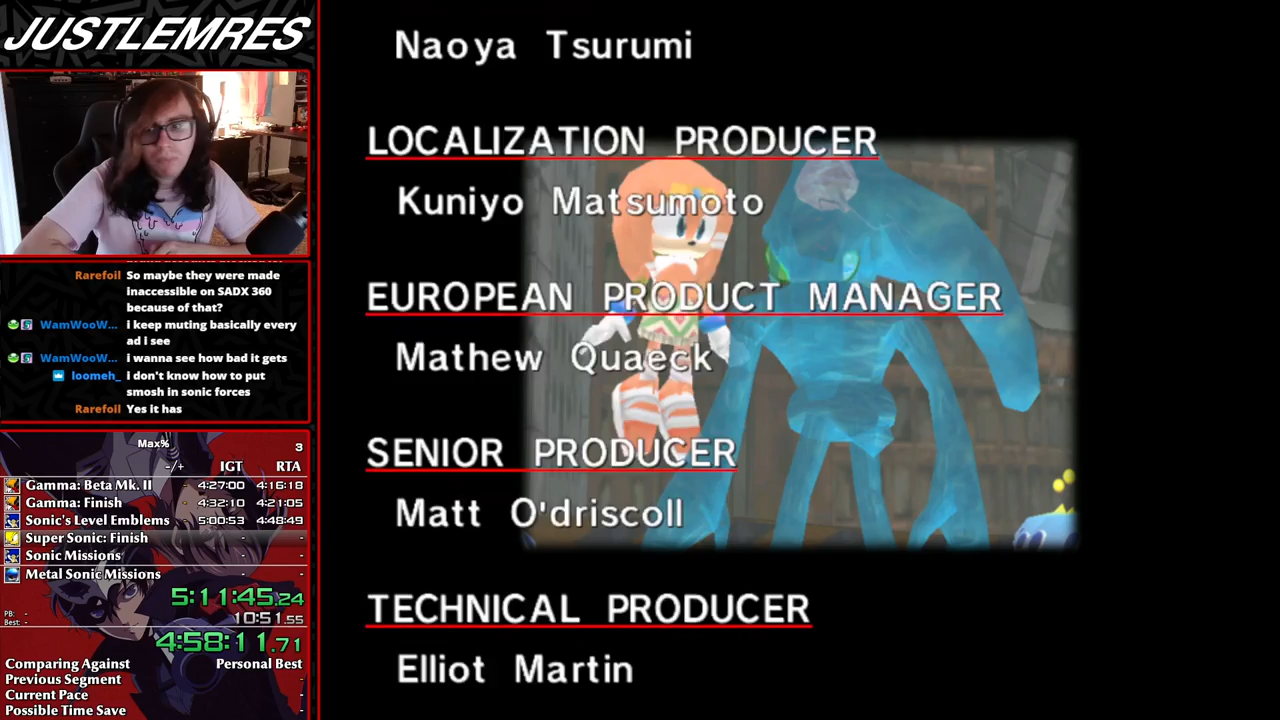 JUSTLEMRES
Rarefoil So maybe they were made
inaccessible on SADX 360
because of that?
WamWooW... i keep muting basically every
ad i see
WamWooW... i wanna see how bad it gets
loomeh_ i don't know how to put
smosh in sonic forces
Rarefoil Yes it has
Max% 3
-/+ IGT RTA
Gamma: Beta Mk. II - 4:27:00 4:16:18
Gamma: Finish - 4:32:10 4:21:05
Sonic's Level Emblems - 5:00:53 4:48:49
Super Sonic: Finish - -
Sonic Missions - -
Metal Sonic Missions - -
5:11:45.24
PB: -
Best: -
10:51.55
4:58:11.71
Comparing Against Personal Best
Previous Segment -
Current Pace -
Possible Time Save -
Naoya Tsurumi
LOCALIZATION PRODUCER
Kuniyo Matsumoto
EUROPEAN PRODUCT MANAGER
Mathew Quaeck
SENIOR PRODUCER
Matt O'driscoll
TECHNICAL PRODUCER
Elliot Martin